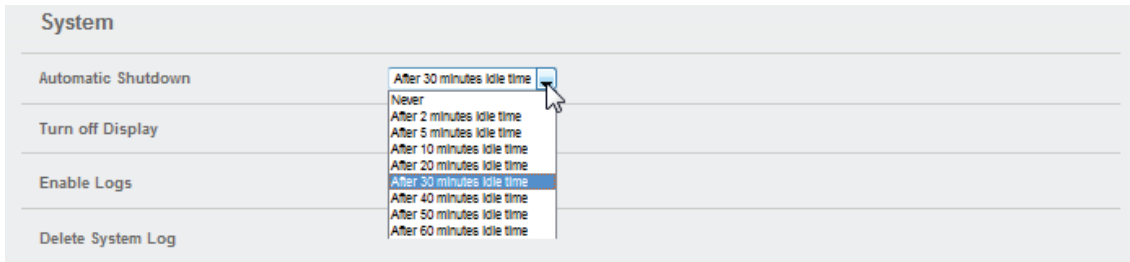 System
Automatic Shutdown
After 30 minutes idle time
Never
After 2 minutes idle time
Turn off Display
After 5 minutes idle time
After 10 minutes idle time
After 20 minutes idle time
Enable Logs
After 30 minutes idle time
After 40 minutes idle time
After 50 minutes idle time
Delete System Log
After 60 minutes idle time